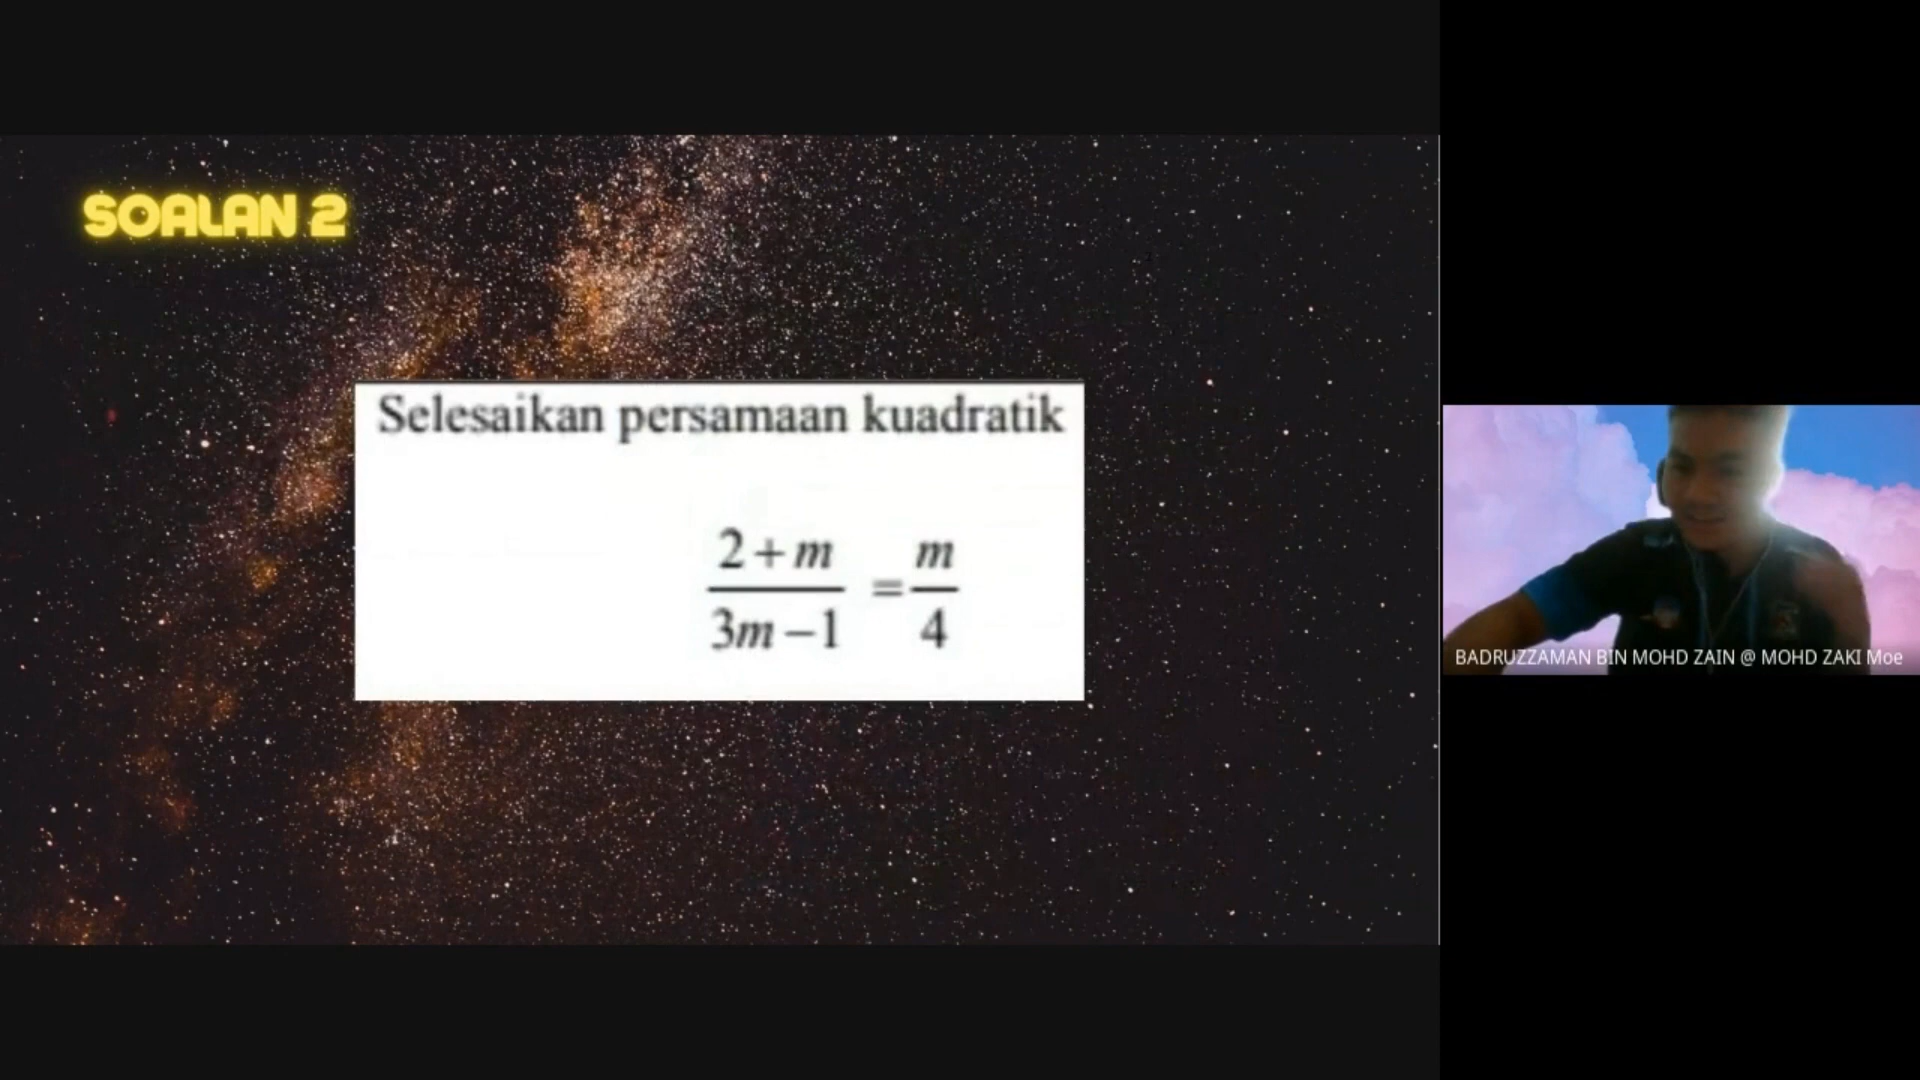 SOALAN 2
Selesaikan persamaan kuadratik
2+m
3m−1
=
m
4
BADRUZZAMAN BIN MOHD ZAIN @ MOHD ZAKI Moe